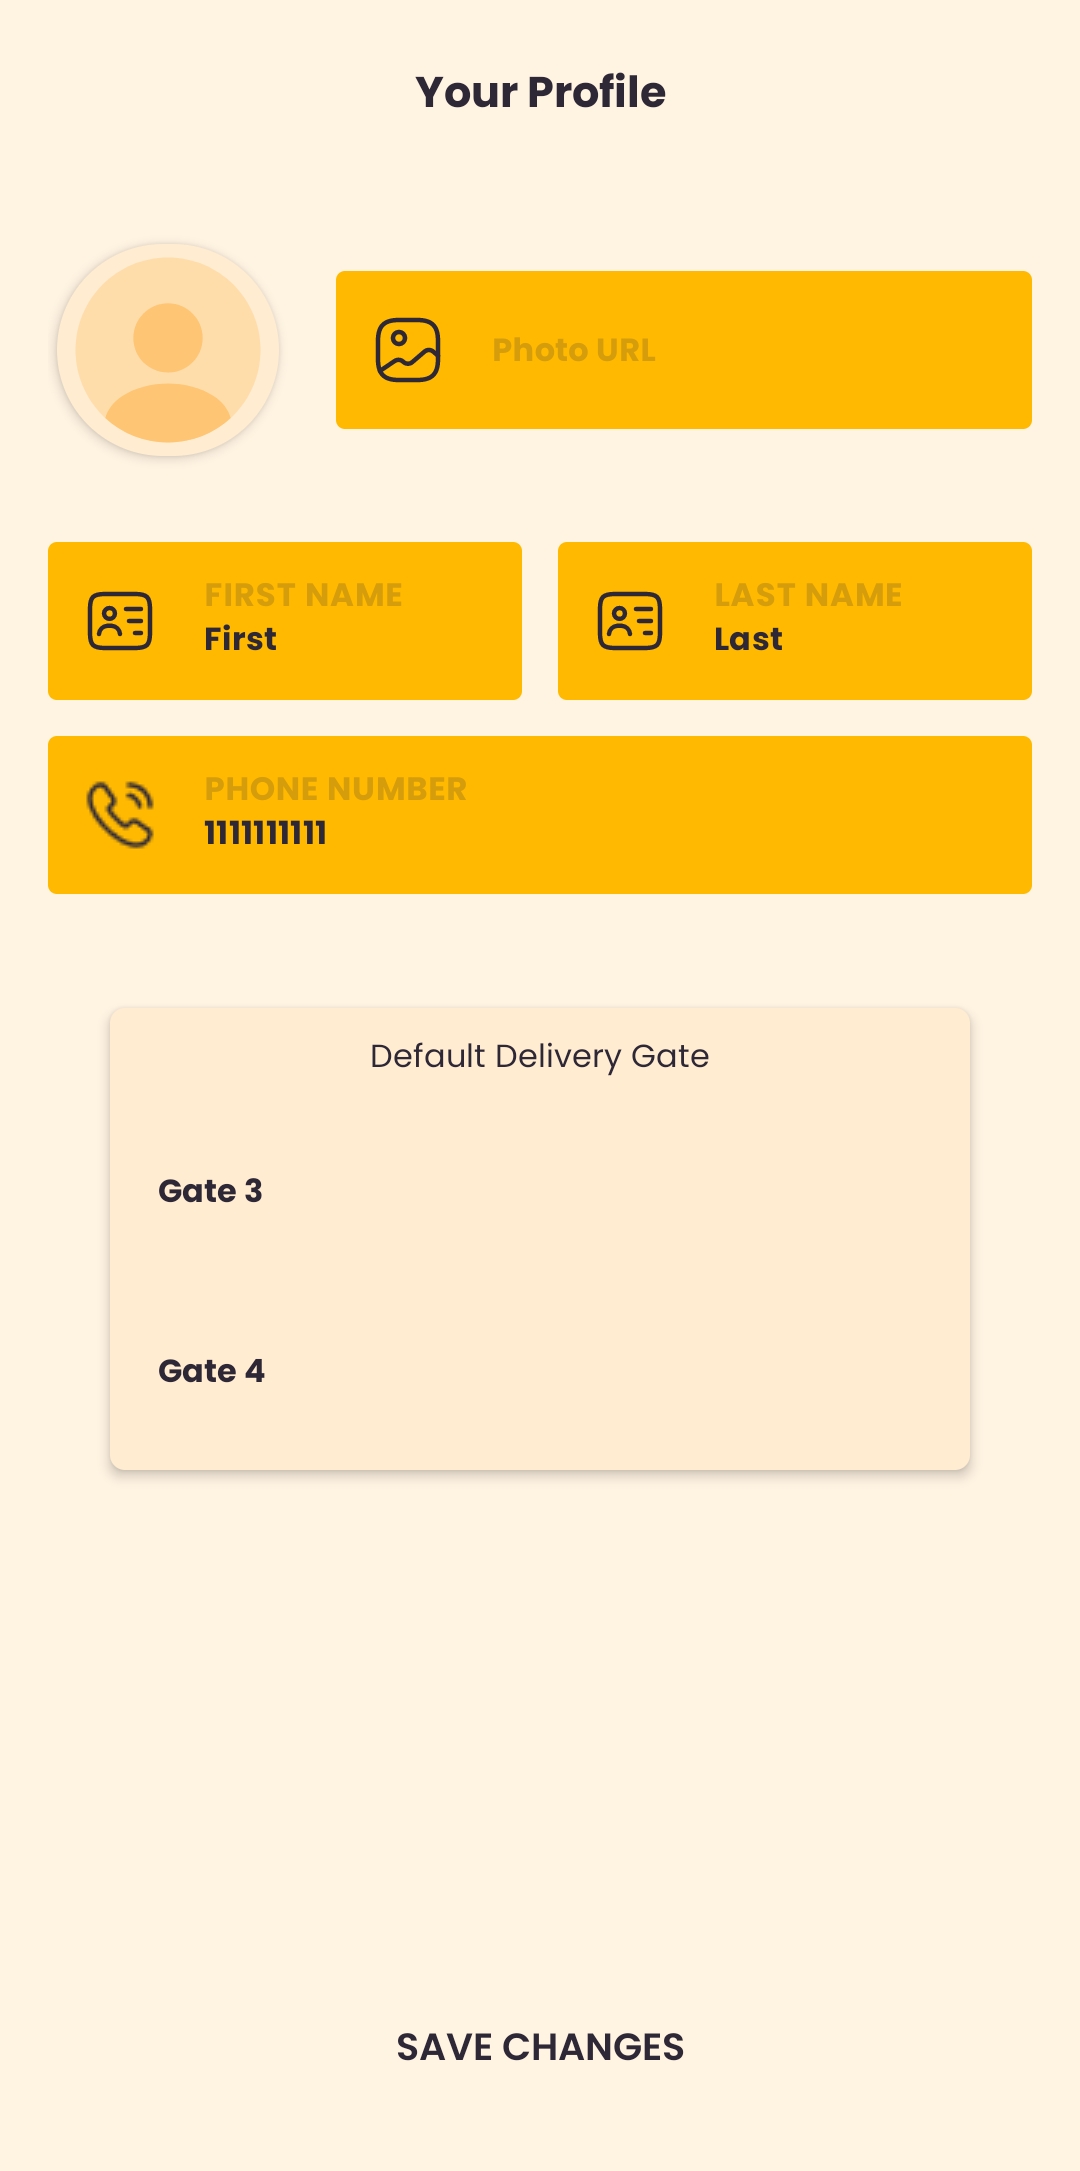 Your Profile
Photo URL
FIRST NAME
First
LAST NAME
Last
PHONE NUMBER
1111111111
Default Delivery Gate
Gate 3
Gate 4
SAVE CHANGES